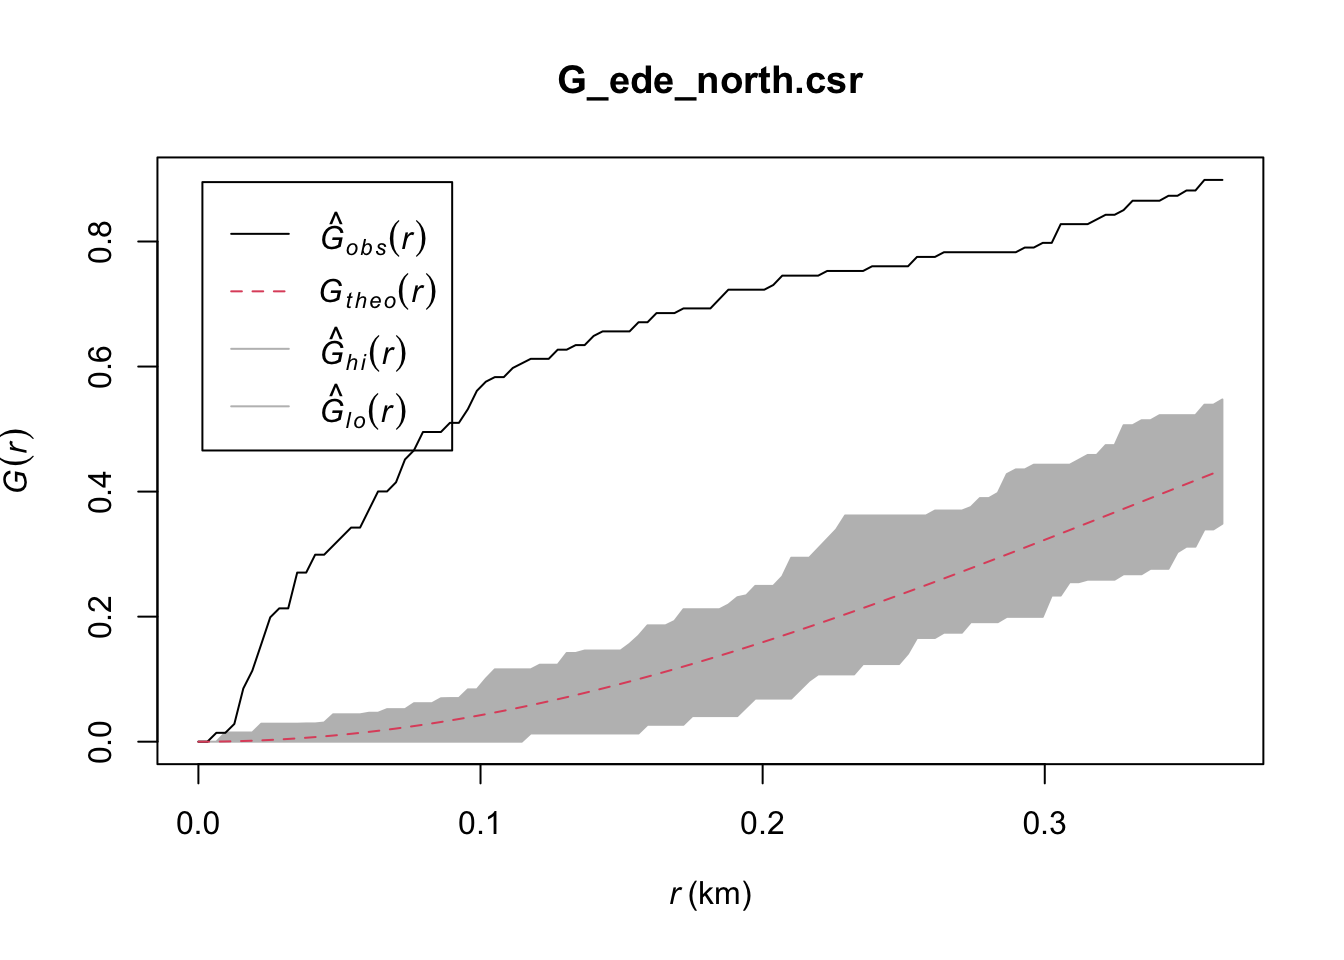 G_ede_north.csr
Ĝobs(r)
Gtheo(r)
Ĝhi(r)
Ĝlo(r)
G(r)
0.8
0.6
0.4
0.2
0.0
0.0 0.1 0.2 0.3
r (km)